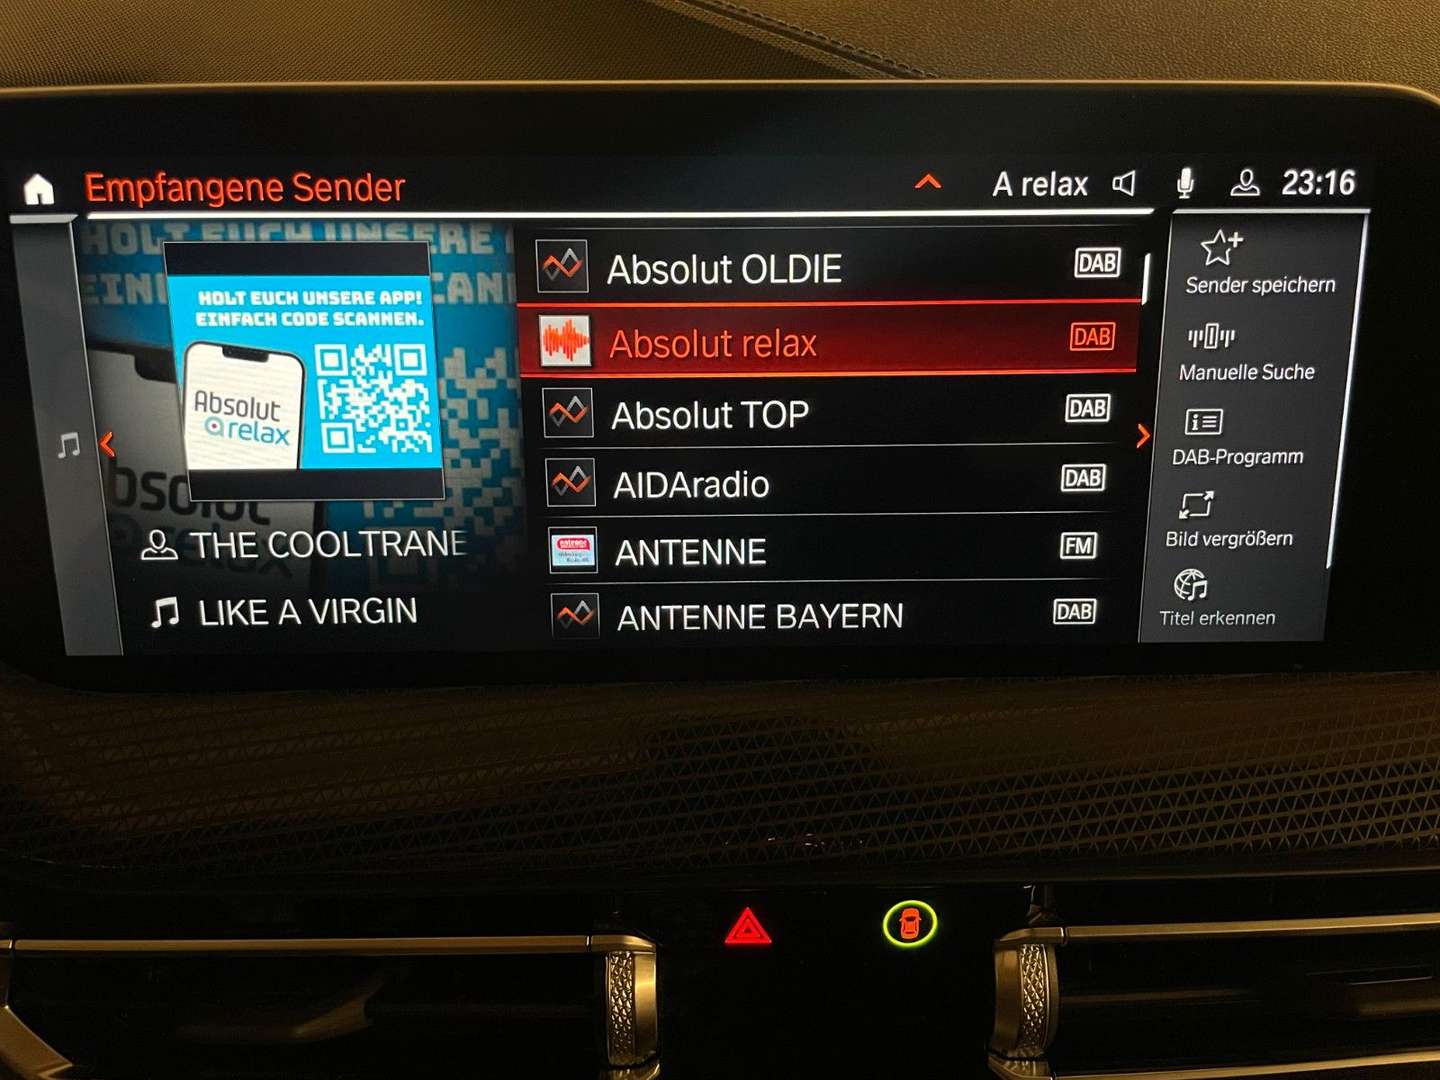 Empfangene Sender
A relax
23:16
HOLT EUCH UNSERE APP!
EINFACH CODE SCANNEN.
Absolut
relax
THE COOLTRANE
LIKE A VIRGIN
Absolut OLDIE DAB
Absolut relax DAB
Absolut TOP DAB
AIDAradio DAB
ANTENNE FM
ANTENNE BAYERN DAB
Sender speichern
Manuelle Suche
DAB-Programm
Bild vergrößern
Titel erkennen